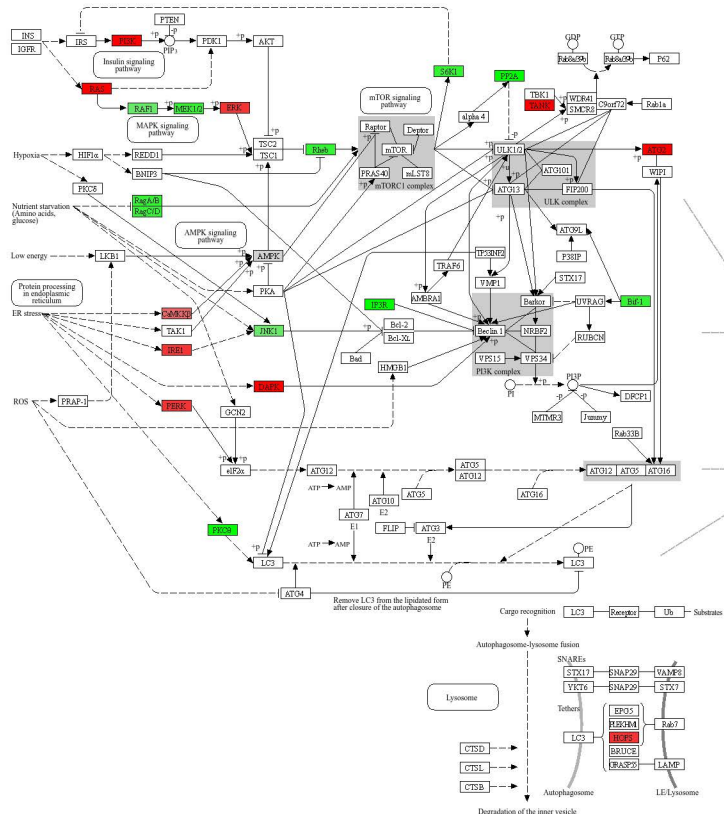 INS
IGFR
IRS
PI3K
PTEN
-p
+p
PIP3
PDK1
+p
AKT
Insulin signaling
pathway
RAS
RAF1
+p
MEK1/2
+p
ERK
MAPK signaling
pathway
S6K1
PP2A
GDP
GTP
Rab8a/39b
Rab8a/39b
P62
TBK1
TANK
WDR41
SMCR8
C9orf72
Rab1a
mTOR signaling
pathway
alpha 4
Raptor
Deptor
mTOR
PRAS40
mLST8
mTORC1 complex
TSC2
TSC1
Rheb
+p
ULK1/2
ATG101
ATG13
FIP200
ULK complex
ATG2
WIPI
Hypoxia
HIF1α
REDD1
BNIP3
PKCδ
Nutrient starvation
(Amino acids,
glucose)
RagA/B
RagC/D
AMPK signaling
pathway
Low energy
LKB1
+p
AMPK
PKA
ATG9L
P38IP
STX17
TP53INP2
TRAF6
VMP1
AMBRA1
Protein processing
in endoplasmic
reticulum
ER stress
CaMKKβ
TAK1
IRE1
JNK1
+p
Bcl-2
Bcl-XL
Bad
IP3R
Barkor
UVRAG
Bif-1
Beclin 1
NRBF2
RUBCN
VPS15
VPS34
PI3K complex
HMGB1
DAPK
PI
+p
PI3P
-p
-p
DFCP1
MTMR3
Jummy
ROS
PRAP-1
PERK
GCN2
+p
+p
eIF2α
Rab33B
ATG12
ATG5
ATG12
ATG12
ATG5
ATG16
ATP
AMP
ATG7
E1
ATG10
E2
ATG5
ATG16
FLIP
ATG3
E2
ATP
AMP
PKCθ
+p
LC3
PE
LC3
PE
ATG4
Remove LC3 from the lipidated form
after closure of the autophagosome
Cargo recognition
LC3
Receptor
Ub
Substrates
Autophagosome-lysosome fusion
SNAREs
STX17
SNAP29
VAMP8
YKT6
SNAP29
STX7
Lysosome
Tethers
EPG5
PLEKHM1
Rab7
LC3
HOPS
BRUCE
GRASP55
LAMP
CTSD
CTSL
CTSB
Autophagosome
LE/Lysosome
Degradation of the inner vesicle